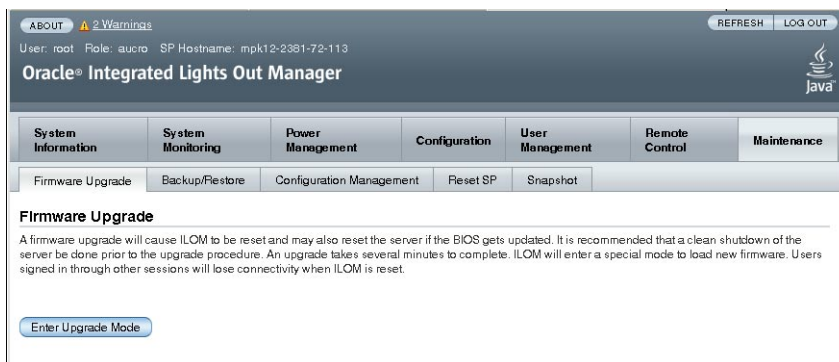 ABOUT 2 Warnings REFRESH LOG OUT
User: root Role: aucro SP Hostname: mpk12-2381-72-113
Oracle® Integrated Lights Out Manager
Java™
System Information System Monitoring Power Management Configuration User Management Remote Control Maintenance
Firmware Upgrade Backup/Restore Configuration Management Reset SP Snapshot
Firmware Upgrade
A firmware upgrade will cause ILOM to be reset and may also reset the server if the BIOS gets updated. It is recommended that a clean shutdown of the
server be done prior to the upgrade procedure. An upgrade takes several minutes to complete. ILOM will enter a special mode to load new firmware. Users
signed in through other sessions will lose connectivity when ILOM is reset.
Enter Upgrade Mode